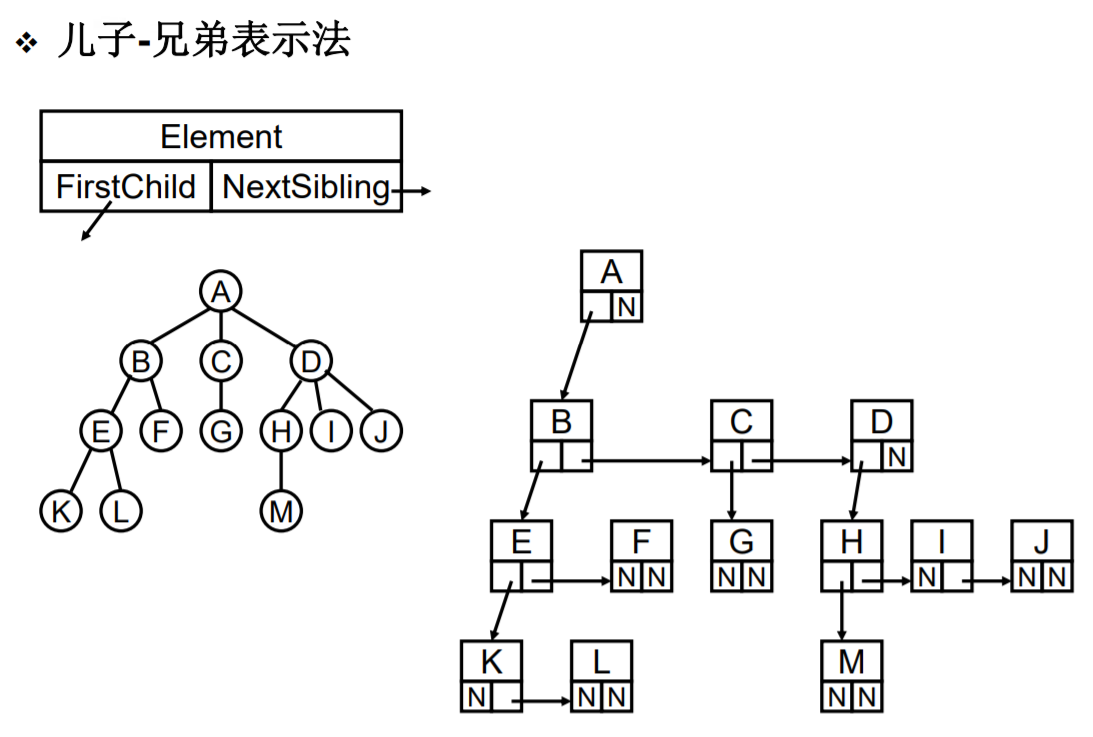 ❖ 儿子-兄弟表示法
Element
FirstChild NextSibling
A
B C D
E F G H I J
K L M
A
N
B C D
N
E F G H I J
N N N N N N N
K L M
N N N N N